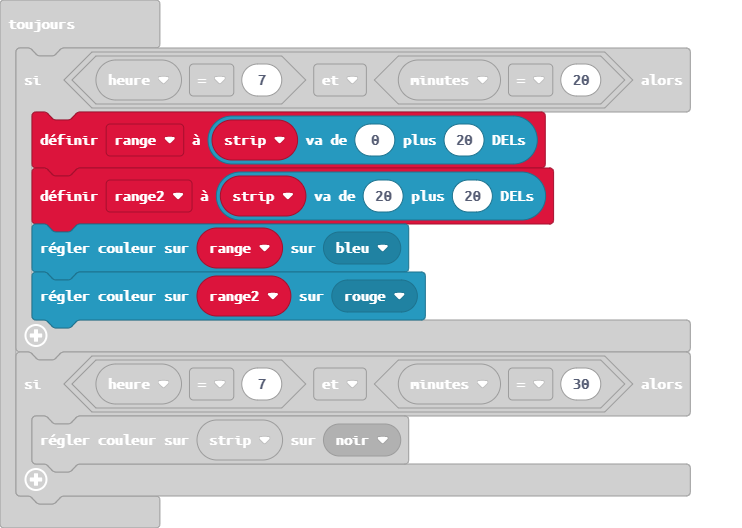 toujours
si heure = 7 et minutes = 20 alors
définir range à strip va de 0 plus 20 DELs
définir range2 à strip va de 20 plus 20 DELs
régler couleur sur range sur bleu
régler couleur sur range2 sur rouge
si heure = 7 et minutes = 30 alors
régler couleur sur strip sur noir